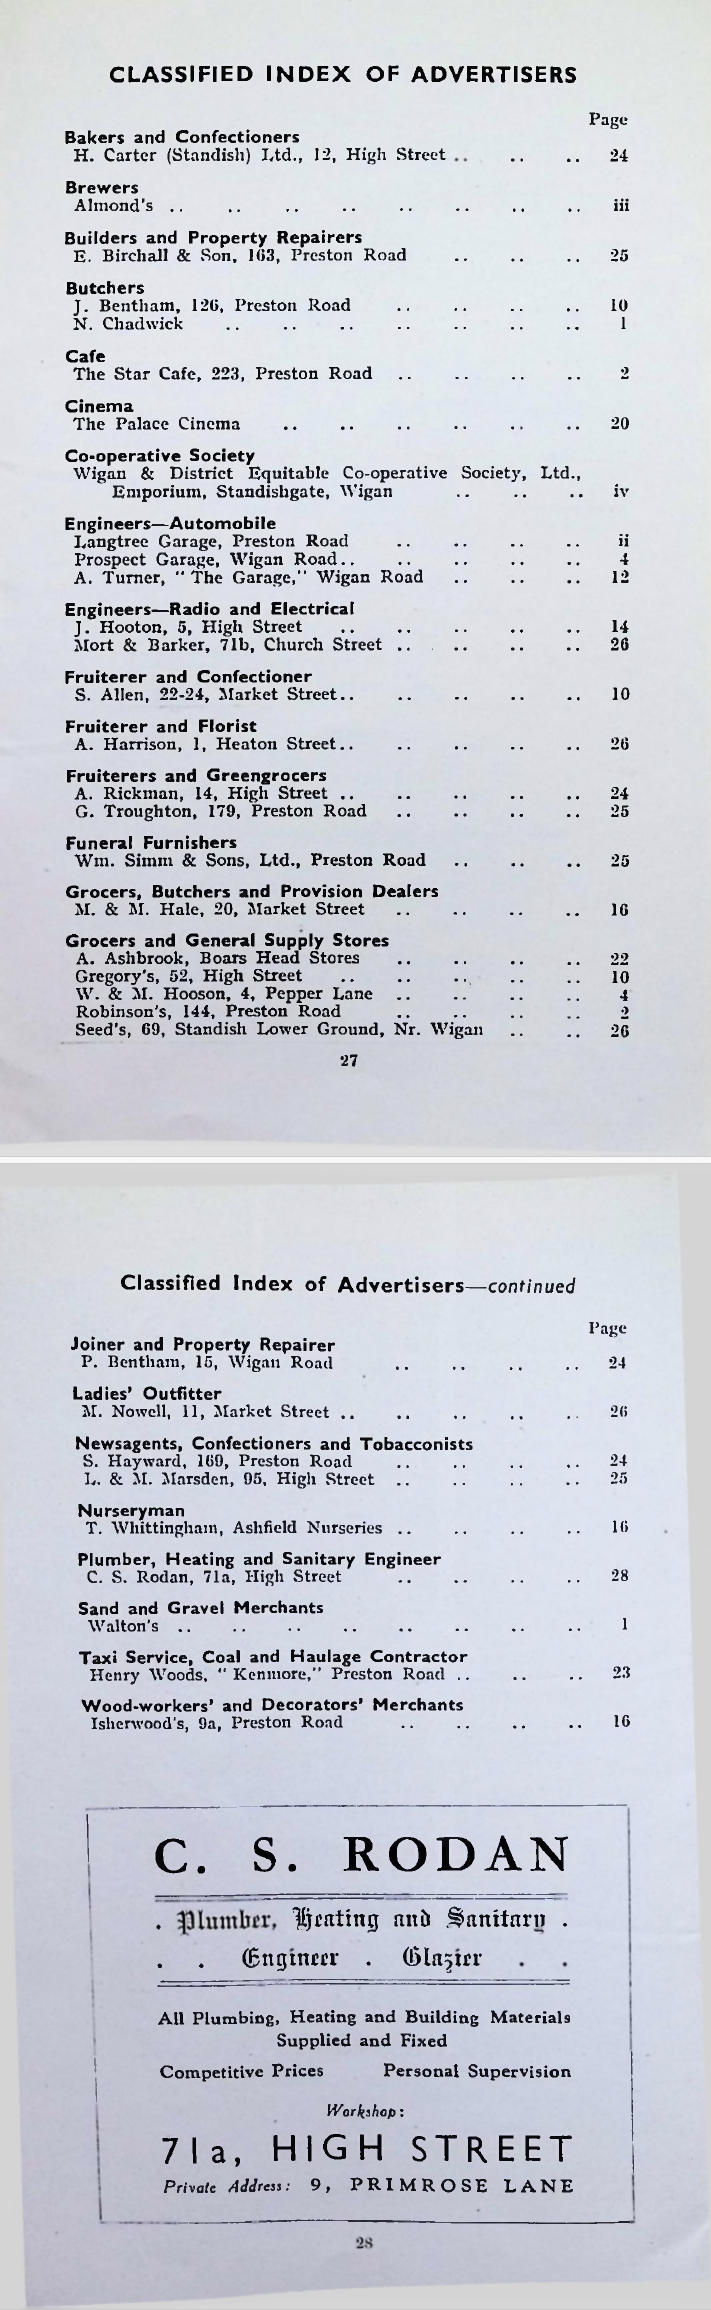 CLASSIFIED INDEX OF ADVERTISERS
Page
Bakers and Confectioners
H. Carter (Standish) Ltd., 12, High Street .. .. .. 24
Brewers
Almond's .. .. .. .. .. .. .. .. iii
Builders and Property Repairers
E. Birchall & Son, 163, Preston Road .. .. .. 25
Butchers
J. Bentham, 126, Preston Road .. .. .. .. 10
N. Chadwick .. .. .. .. .. .. .. 1
Cafe
The Star Cafe, 223, Preston Road .. .. .. .. 2
Cinema
The Palace Cinema .. .. .. .. .. .. 20
Co-operative Society
Wigan & District Equitable Co-operative Society, Ltd.,
Emporium, Standishgate, Wigan .. .. .. iv
Engineers—Automobile
Langtree Garage, Preston Road .. .. .. .. ii
Prospect Garage, Wigan Road.. .. .. .. .. 4
A. Turner, "The Garage," Wigan Road .. .. .. 12
Engineers—Radio and Electrical
J. Hooton, 5, High Street .. .. .. .. .. 14
Mort & Barker, 71b, Church Street .. .. .. .. 26
Fruiterer and Confectioner
S. Allen, 22-24, Market Street.. .. .. .. .. 10
Fruiterer and Florist
A. Harrison, 1, Heaton Street.. .. .. .. .. 26
Fruiterers and Greengrocers
A. Rickman, 14, High Street .. .. .. .. .. 24
G. Troughton, 179, Preston Road .. .. .. .. 25
Funeral Furnishers
Wm. Simm & Sons, Ltd., Preston Road .. .. .. 25
Grocers, Butchers and Provision Dealers
M. & M. Hale, 20, Market Street .. .. .. .. 16
Grocers and General Supply Stores
A. Ashbrook, Boars Head Stores .. .. .. .. 22
Gregory's, 52, High Street .. .. .. .. .. 10
W. & M. Hooson, 4, Pepper Lane .. .. .. .. 4
Robinson's, 144, Preston Road .. .. .. .. 2
Seed's, 69, Standish Lower Ground, Nr. Wigan .. .. 26
27
Classified Index of Advertisers—continued
Page
Joiner and Property Repairer
P. Bentham, 15, Wigan Road .. .. .. .. 24
Ladies' Outfitter
M. Nowell, 11, Market Street .. .. .. .. .. 26
Newsagents, Confectioners and Tobacconists
S. Hayward, 169, Preston Road .. .. .. .. 24
L. & M. Marsden, 95, High Street .. .. .. .. 25
Nurseryman
T. Whittingham, Ashfield Nurseries .. .. .. .. 16
Plumber, Heating and Sanitary Engineer
C. S. Rodan, 71a, High Street .. .. .. .. 28
Sand and Gravel Merchants
Walton's .. .. .. .. .. .. .. .. 1
Taxi Service, Coal and Haulage Contractor
Henry Woods, "Kenmore," Preston Road .. .. .. 23
Wood-workers' and Decorators' Merchants
Isherwood's, 9a, Preston Road .. .. .. .. 16
C. S. RODAN
. Plumber, Heating and Sanitary .
. . Engineer . Glazier . .
All Plumbing, Heating and Building Materials
Supplied and Fixed
Competitive Prices Personal Supervision
Workshop:
71a, HIGH STREET
Private Address: 9, PRIMROSE LANE
28